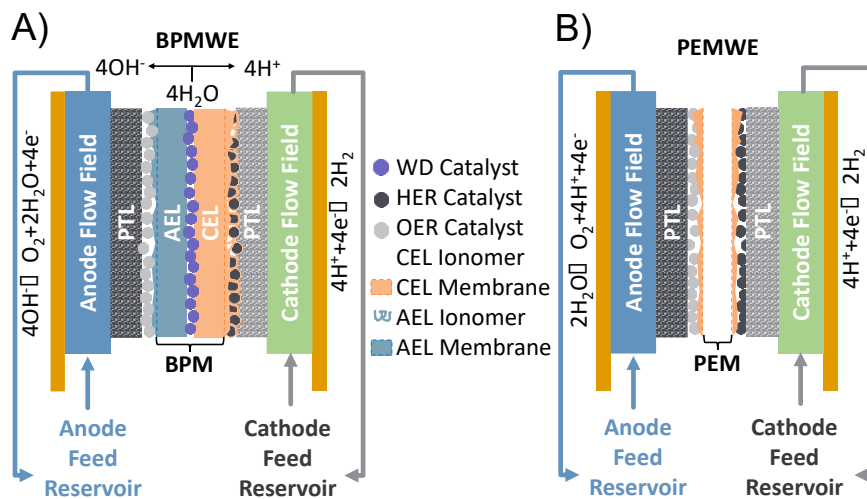 A)
BPMWE
4OH⁻
4H⁺
4H₂O
4OH⁻▯ O₂+2H₂O+4e⁻
Anode Flow Field
PTL
AEL
CEL
PTL
Cathode Flow Field
4H⁺+4e⁻▯ 2H₂
BPM
Anode
Feed
Reservoir
Cathode
Feed
Reservoir
WD Catalyst
HER Catalyst
OER Catalyst
CEL Ionomer
CEL Membrane
AEL Ionomer
AEL Membrane
B)
PEMWE
2H₂O▯ O₂+4H⁺+4e⁻
Anode Flow Field
PTL
PTL
Cathode Flow Field
4H⁺+4e⁻▯ 2H₂
PEM
Anode
Feed
Reservoir
Cathode
Feed
Reservoir